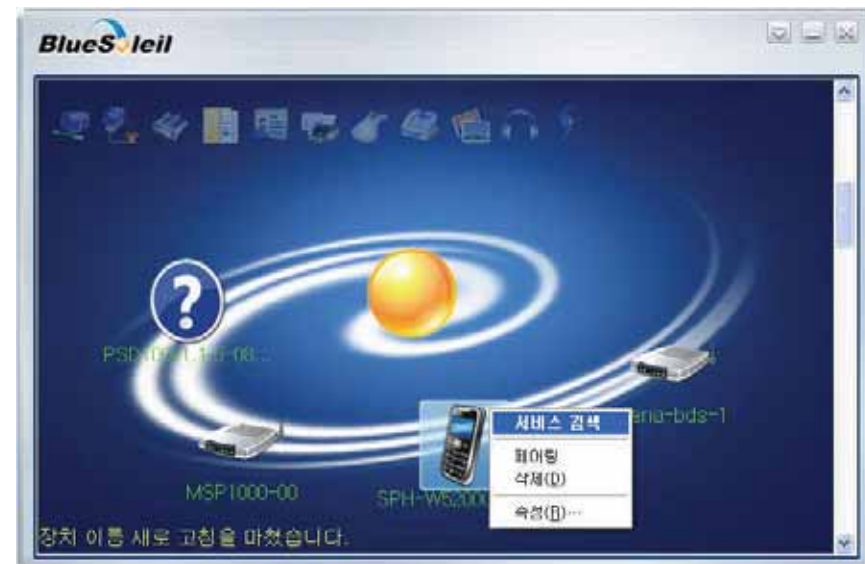 BlueSoleil
서비스 검색
페어링
삭제(D)
속성(R)...
MSP1000-00
장치 이름 새로 고침을 마쳤습니다.